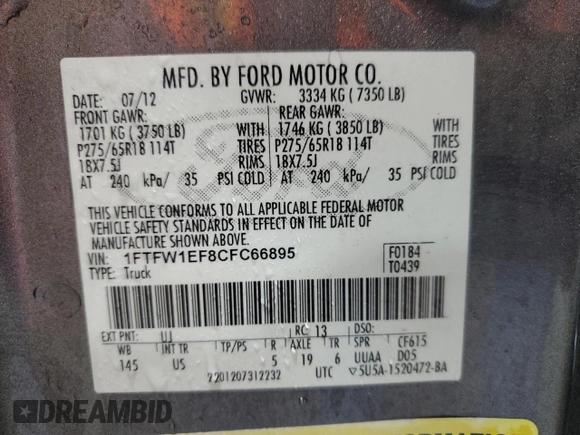 MFD. BY FORD MOTOR CO.
DATE: 07/12 GVWR: 3334 KG ( 7350 LB)
FRONT GAWR: REAR GAWR:
1701 KG ( 3750 LB) WITH 1746 KG ( 3850 LB) WITH
P275/65R18 114T TIRES P275/65R18 114T TIRES
18X7.5J RIMS 18X7.5J RIMS
AT 240 kPa/ 35 PSI COLD AT 240 kPa/ 35 PSI COLD
THIS VEHICLE CONFORMS TO ALL APPLICABLE FEDERAL MOTOR
VEHICLE SAFETY STANDARDS IN EFFECT ON THE DATE OF
MANUFACTURE SHOWN ABOVE.
VIN: 1FTFW1EF8CFC66895 F0184
TYPE: Truck T0439
EXT PNT: UJ RC: 13 DSO:
WB INT TR TP/PS R AXLE TR SPR CF615
145 US 5 19 6 UUAA D05
2201207312232 UTC ▽5U5A-1520472-BA
DREAMBID